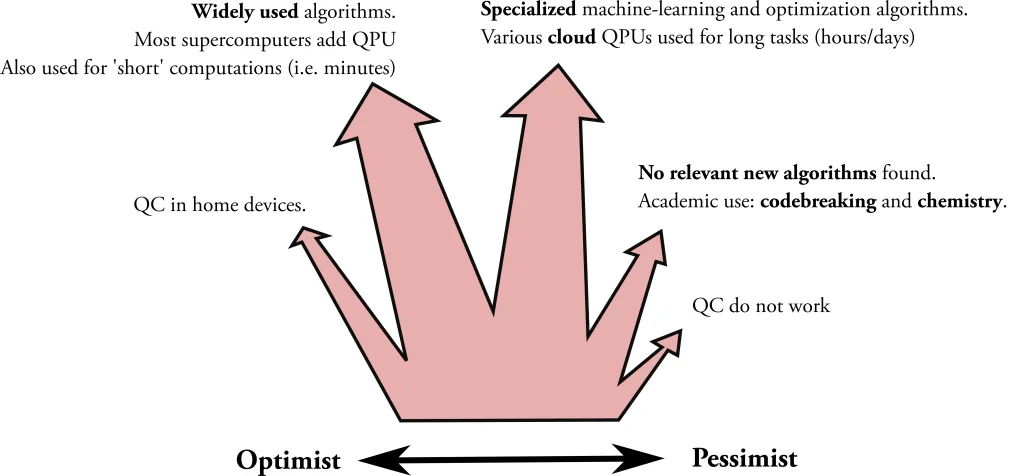 Widely used algorithms.
Most supercomputers add QPU
Also used for 'short' computations (i.e. minutes)
Specialized machine-learning and optimization algorithms.
Various cloud QPUs used for long tasks (hours/days)
No relevant new algorithms found.
Academic use: codebreaking and chemistry.
QC in home devices.
QC do not work
Optimist
Pessimist